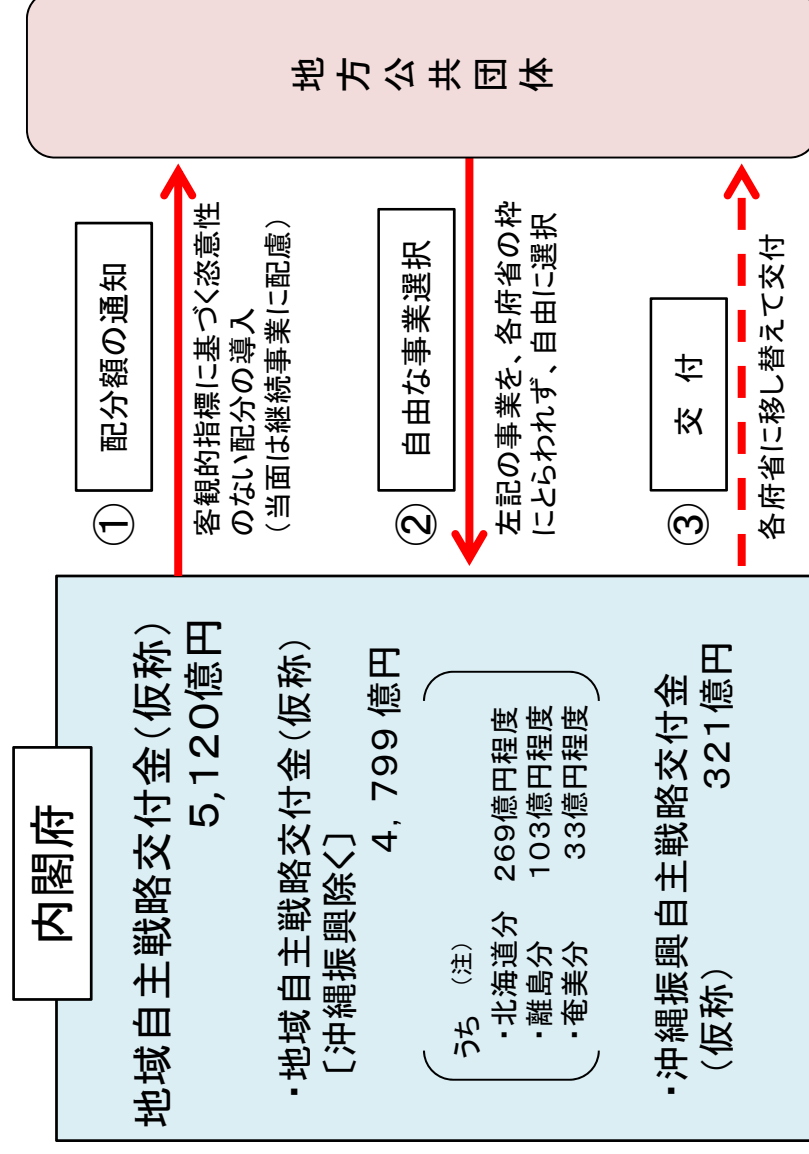 内閣府
地域自主戦略交付金（仮称）
5,120億円
・地域自主戦略交付金（仮称）
［沖縄振興除く］
4,799億円
うち （注）
・北海道分 269億円程度
・離島分 103億円程度
・奄美分 33億円程度
・沖縄振興自主戦略交付金
（仮称） 321億円
① 配分額の通知
客観的指標に基づく恣意性
のない配分の導入
（当面は継続事業に配慮）
② 自由な事業選択
左記の事業を、各府省の枠
にとらわれず、自由に選択
③ 交 付
各府省に移し替えて交付
地方公共団体